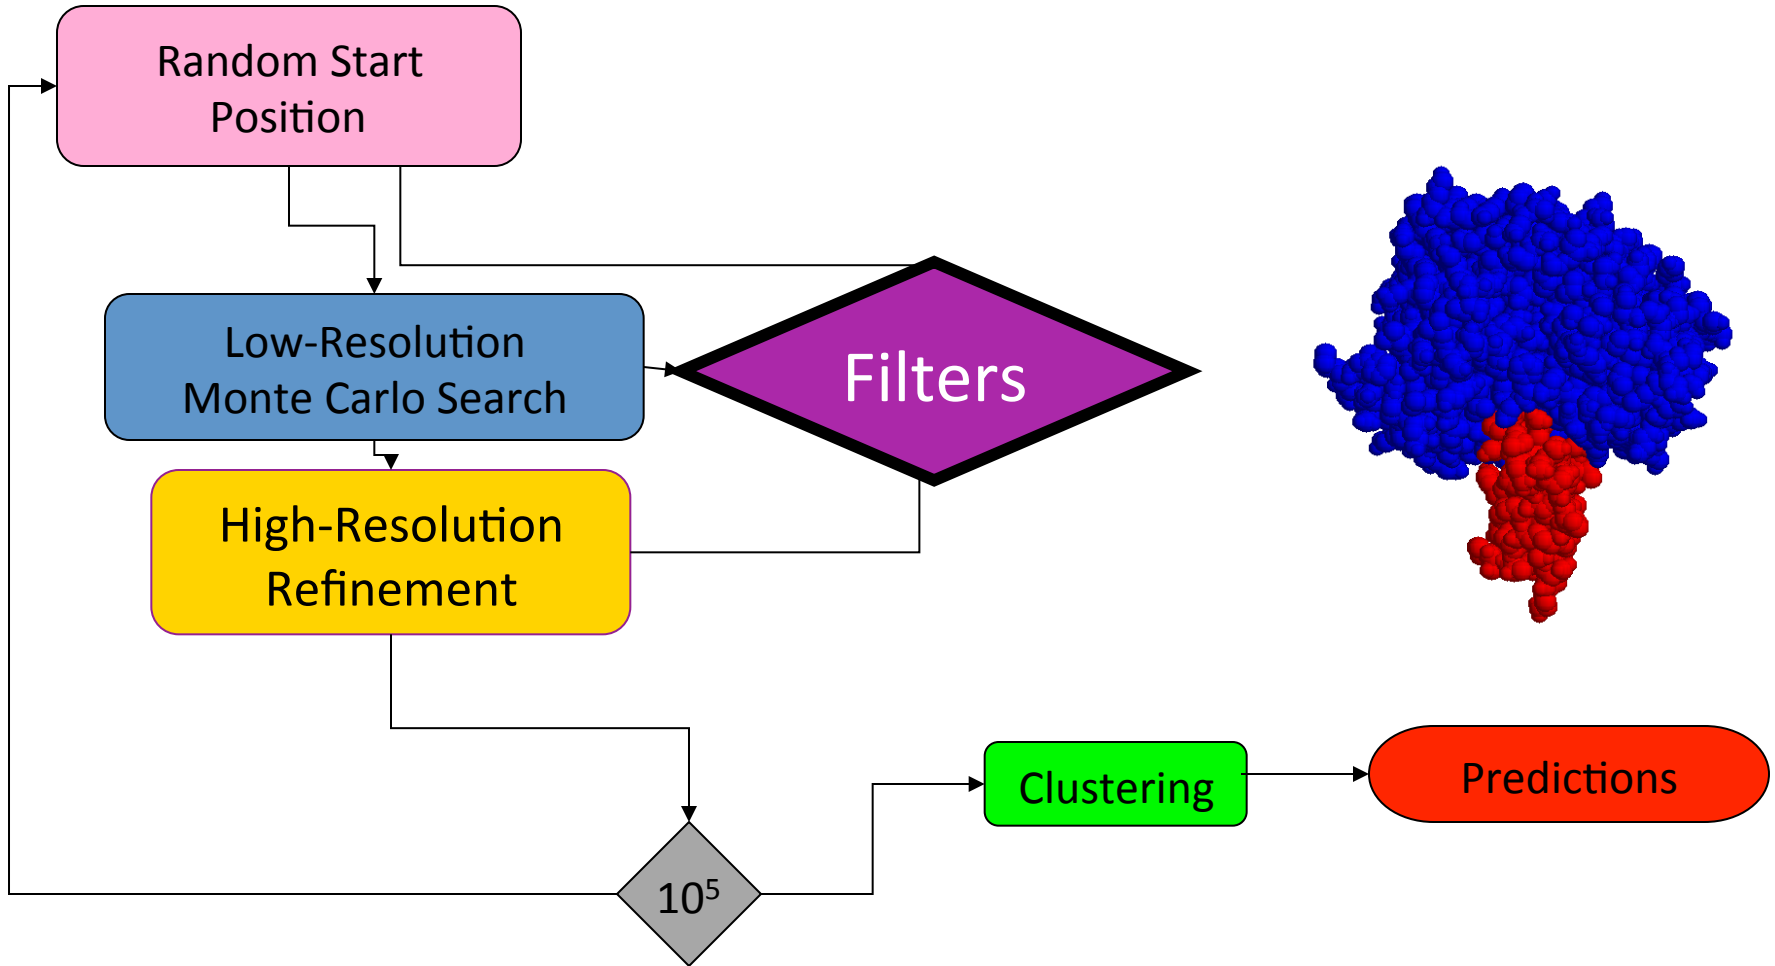 Random Start
Position
Low-Resolution
Monte Carlo Search
Filters
High-Resolution
Refinement
Clustering
Predictions
10⁵